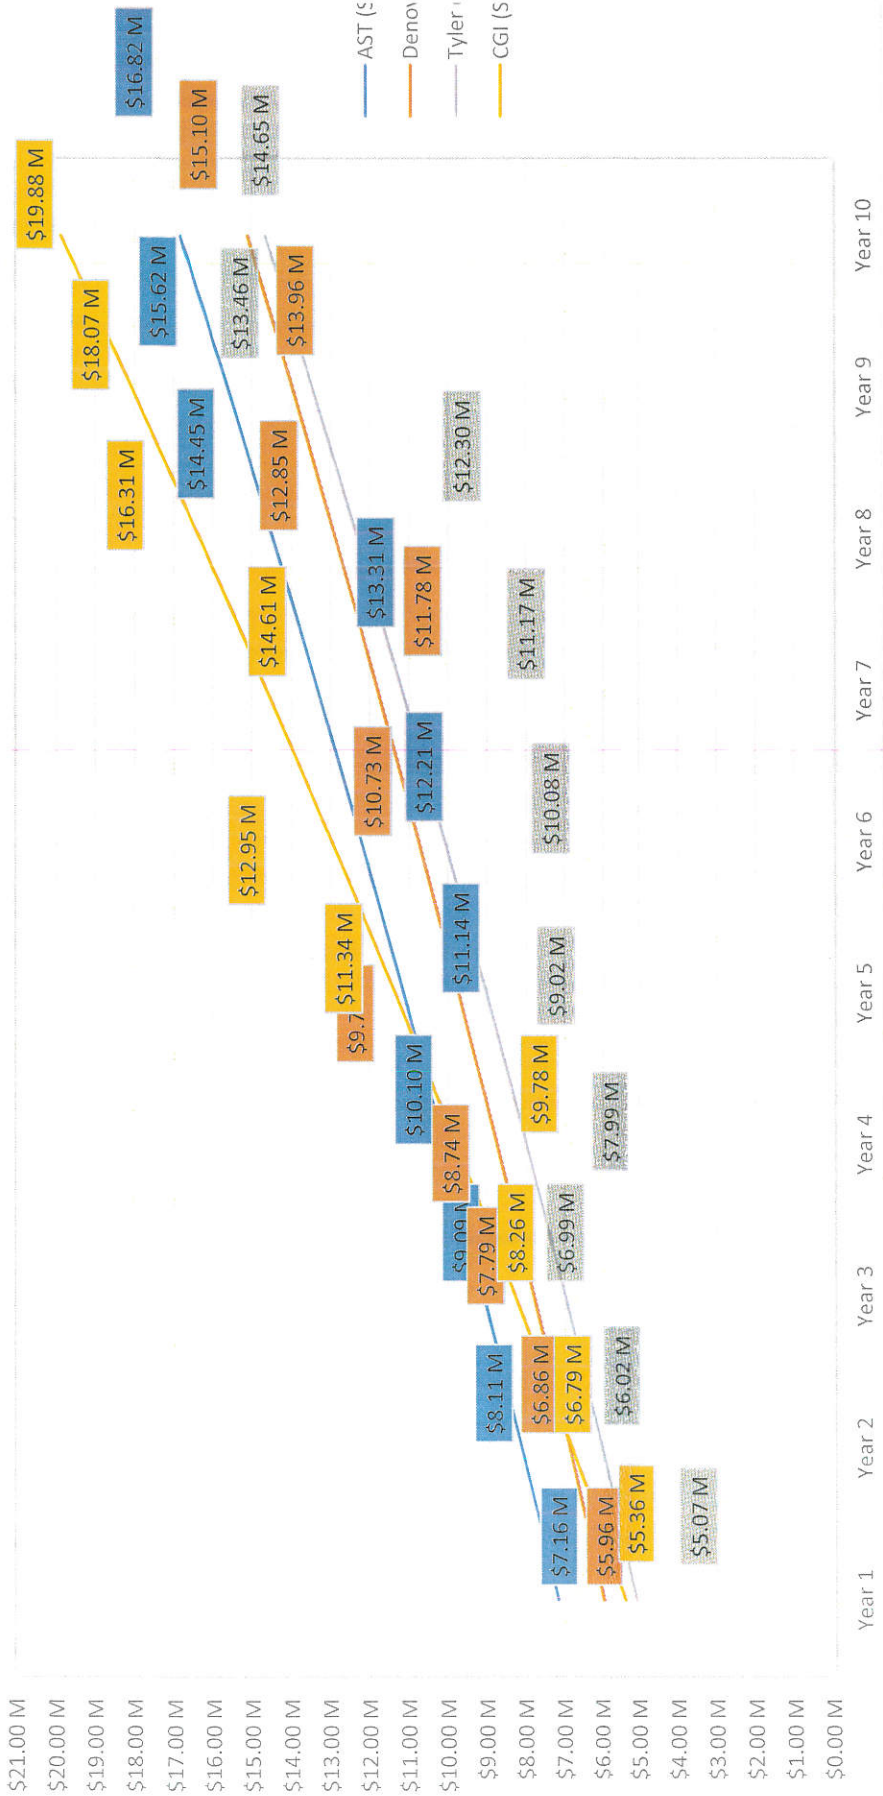 $21.00 M
$20.00 M
$19.00 M
$18.00 M
$17.00 M
$16.00 M
$15.00 M
$14.00 M
$13.00 M
$12.00 M
$11.00 M
$10.00 M
$9.00 M
$8.00 M
$7.00 M
$6.00 M
$5.00 M
$4.00 M
$3.00 M
$2.00 M
$1.00 M
$0.00 M
$7.16 M
$8.11 M
$9.09 M
$10.10 M
$11.14 M
$12.21 M
$13.31 M
$14.45 M
$15.62 M
$16.82 M
$5.96 M
$6.86 M
$7.79 M
$8.74 M
$9.7
$10.73 M
$11.78 M
$12.85 M
$13.96 M
$15.10 M
$5.07 M
$6.02 M
$6.99 M
$7.99 M
$9.02 M
$10.08 M
$11.17 M
$12.30 M
$13.46 M
$14.65 M
$5.36 M
$6.79 M
$8.26 M
$9.78 M
$11.34 M
$12.95 M
$14.61 M
$16.31 M
$18.07 M
$19.88 M
Year 1
Year 2
Year 3
Year 4
Year 5
Year 6
Year 7
Year 8
Year 9
Year 10
AST (S
Denov
Tyler (
CGI (S